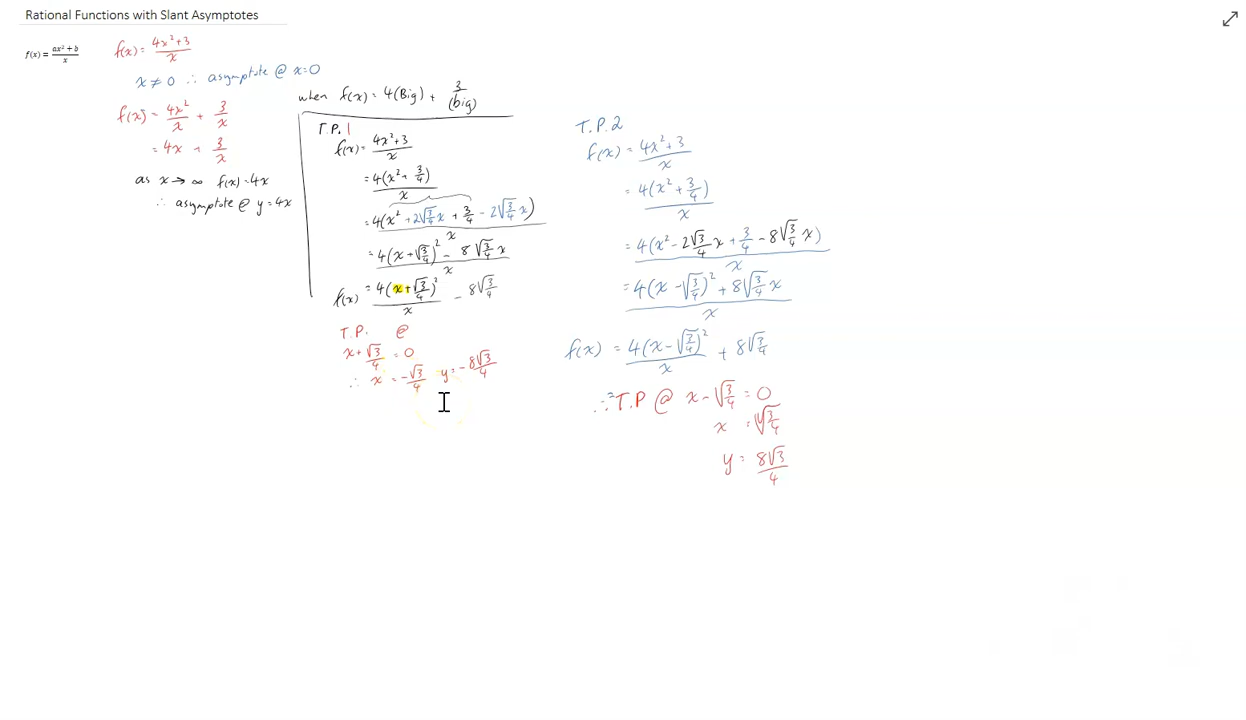 Rational Functions with Slant Asymptotes
f(x) = (ax² + b)/x
f(x) = (4x²+3)/x
x ≠ 0 ∴ asymptote @ x=0
f(x) = 4x²/x + 3/x
= 4x + 3/x
as x → ∞ f(x) = 4x
∴ asymptote @ y=4x
when f(x) = 4(Big) + 3/(big)
T.P. 1
f(x) = (4x²+3)/x
= 4(x² + 3/4)/x
= 4(x² + 2√(3/4)x + 3/4 - 2√(3/4)x)/x
= (4(x+√(3/4))² - 8√(3/4)x)/x
f(x) = 4(x+√3/4)²/x - 8√(3/4)
T.P. @
x + √3/4 = 0
∴ x = -√3/4 y = -8√3/4
T.P.2
f(x) = (4x²+3)/x
= 4(x² + 3/4)/x
= 4(x² - 2√3/4 x + 3/4 - 8√(3/4)x)/x
= (4(x - √(3/4))² + 8√(3/4)x)/x
f(x) = 4(x - √(3/4))²/x + 8√(3/4)
∴ T.P @ x - √(3/4) = 0
x = √(3/4)
y = 8√3/4